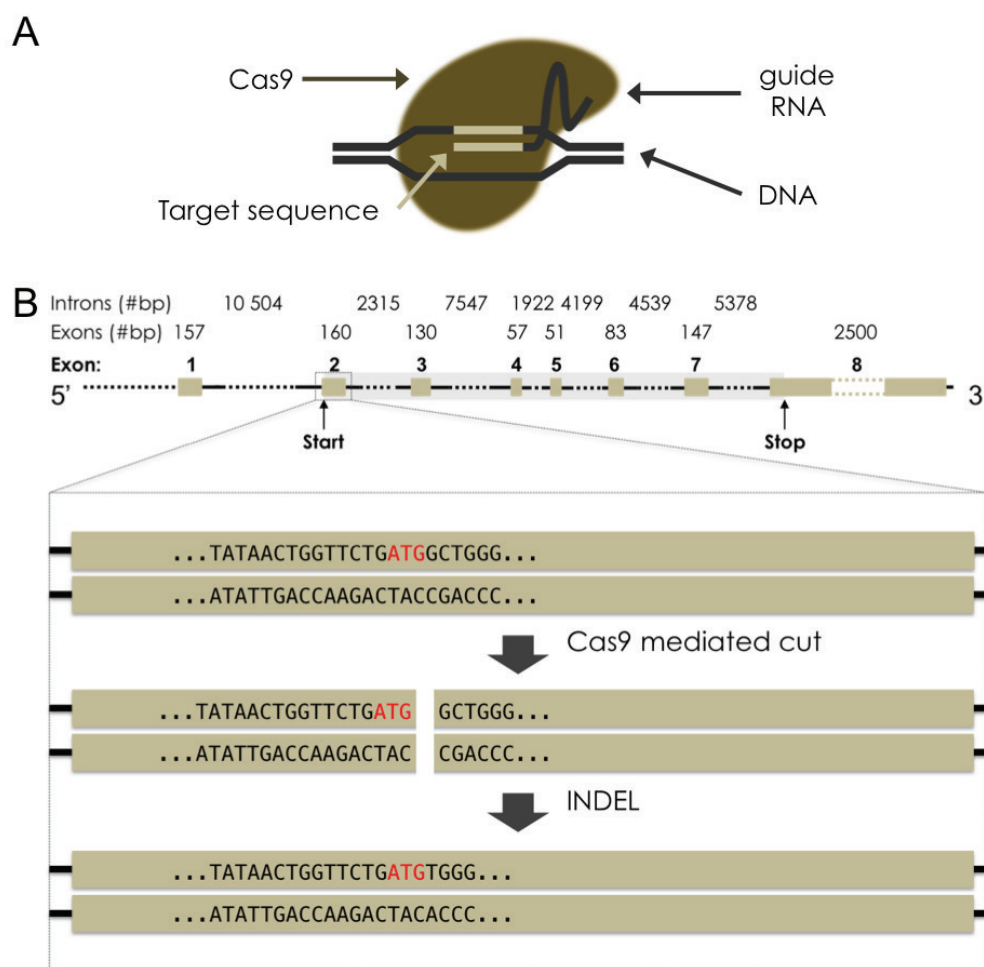 A
Cas9
guide
RNA
Target sequence
DNA
B
Introns (#bp) 10 504 2315 7547 1922 4199 4539 5378
Exons (#bp) 157 160 130 57 51 83 147 2500
Exon: 1 2 3 4 5 6 7 8
5' 3
Start Stop
...TATAACTGGTTCTGATGGCTGGG...
...ATATTGACCAAGACTACCGACCC...
Cas9 mediated cut
...TATAACTGGTTCTGATG GCTGGG...
...ATATTGACCAAGACTAC CGACCC...
INDEL
...TATAACTGGTTCTGATGTGGG...
...ATATTGACCAAGACTACACCC...